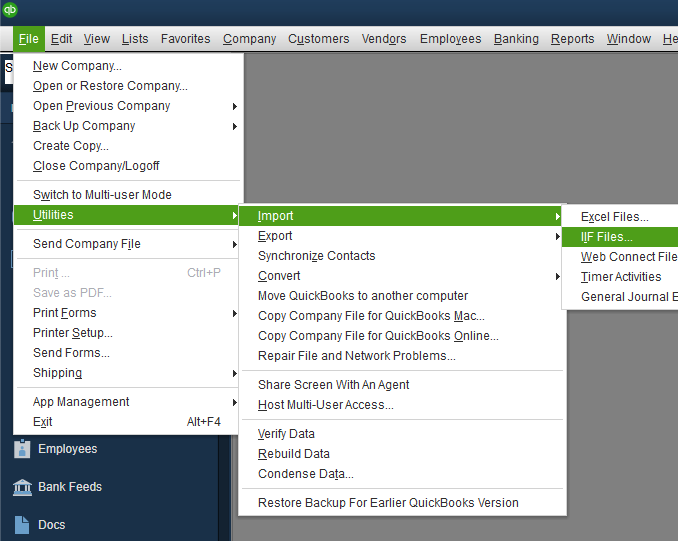 qb
File Edit View Lists Favorites Company Customers Vendors Employees Banking Reports Window He
S
New Company...
Open or Restore Company...
Open Previous Company
Back Up Company
Create Copy...
Close Company/Logoff
Switch to Multi-user Mode
Utilities
Import
Excel Files...
Send Company File
Export
IIF Files...
Synchronize Contacts
Web Connect File
Print ... Ctrl+P
Convert
Timer Activities
Save as PDF...
Move QuickBooks to another computer
General Journal E
Print Forms
Copy Company File for QuickBooks Mac...
Printer Setup...
Copy Company File for QuickBooks Online...
Send Forms...
Repair File and Network Problems...
Shipping
Share Screen With An Agent
App Management
Host Multi-User Access...
Exit Alt+F4
Verify Data
Employees
Rebuild Data
Condense Data...
Bank Feeds
Restore Backup For Earlier QuickBooks Version
Docs